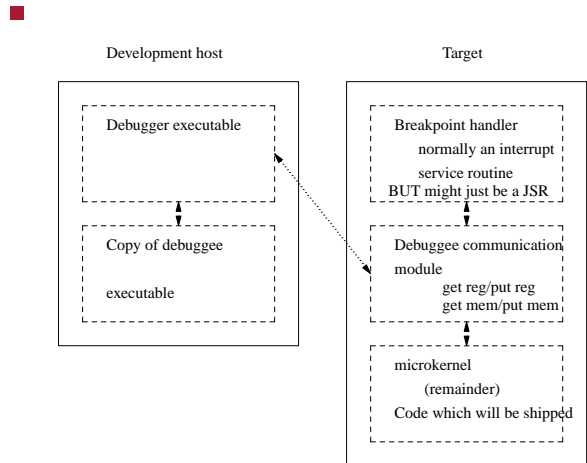 Development host
Target
Debugger executable
Copy of debuggee
executable
Breakpoint handler
normally an interrupt
service routine
BUT might just be a JSR
Debuggee communication
module
get reg/put reg
get mem/put mem
microkernel
(remainder)
Code which will be shipped